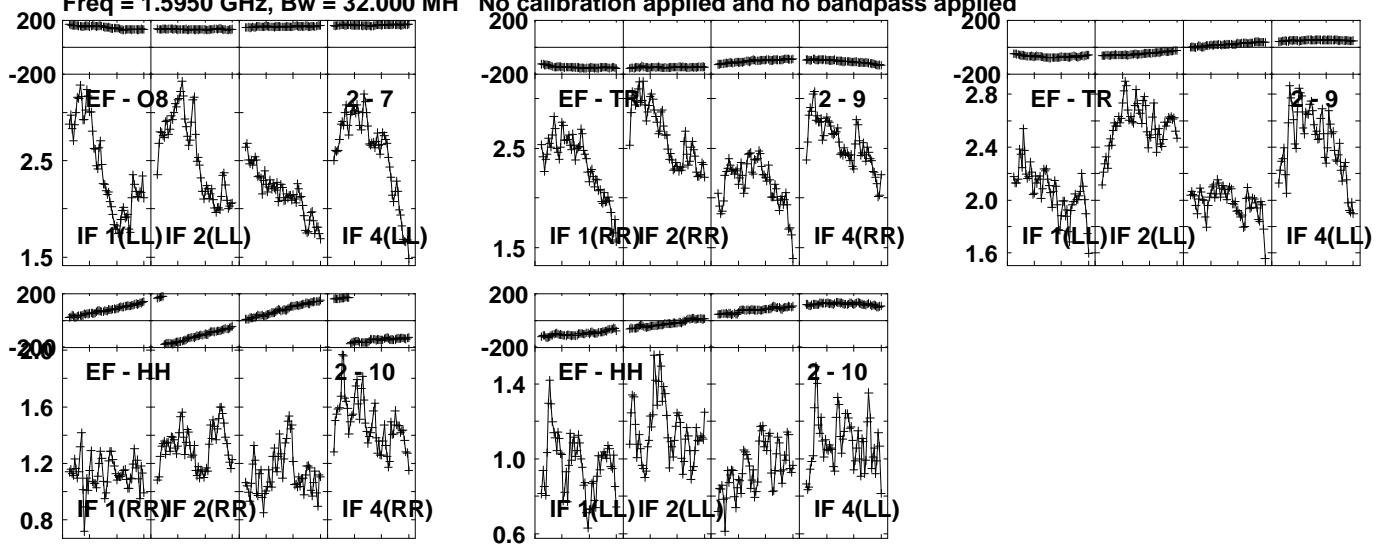 Freq = 1.5950 GHz, Bw = 32.000 MH No calibration applied and no bandpass applied
200
-200
EF - O8
2 - 7
2.5
1.5
IF 1(LL)
IF 2(LL)
IF 4(LL)
200
-200
EF - TR
2 - 9
2.5
1.5
IF 1(RR)
IF 2(RR)
IF 4(RR)
200
-200
2.8
EF - TR
2 - 9
2.6
2.4
2.2
2.0
1.8
1.6
IF 1(LL)
IF 2(LL)
IF 4(LL)
200
-200
2.0
EF - HH
2 - 10
1.6
1.2
0.8
IF 1(RR)
IF 2(RR)
IF 4(RR)
200
-200
EF - HH
2 - 10
1.4
1.0
0.6
IF 1(LL)
IF 2(LL)
IF 4(LL)